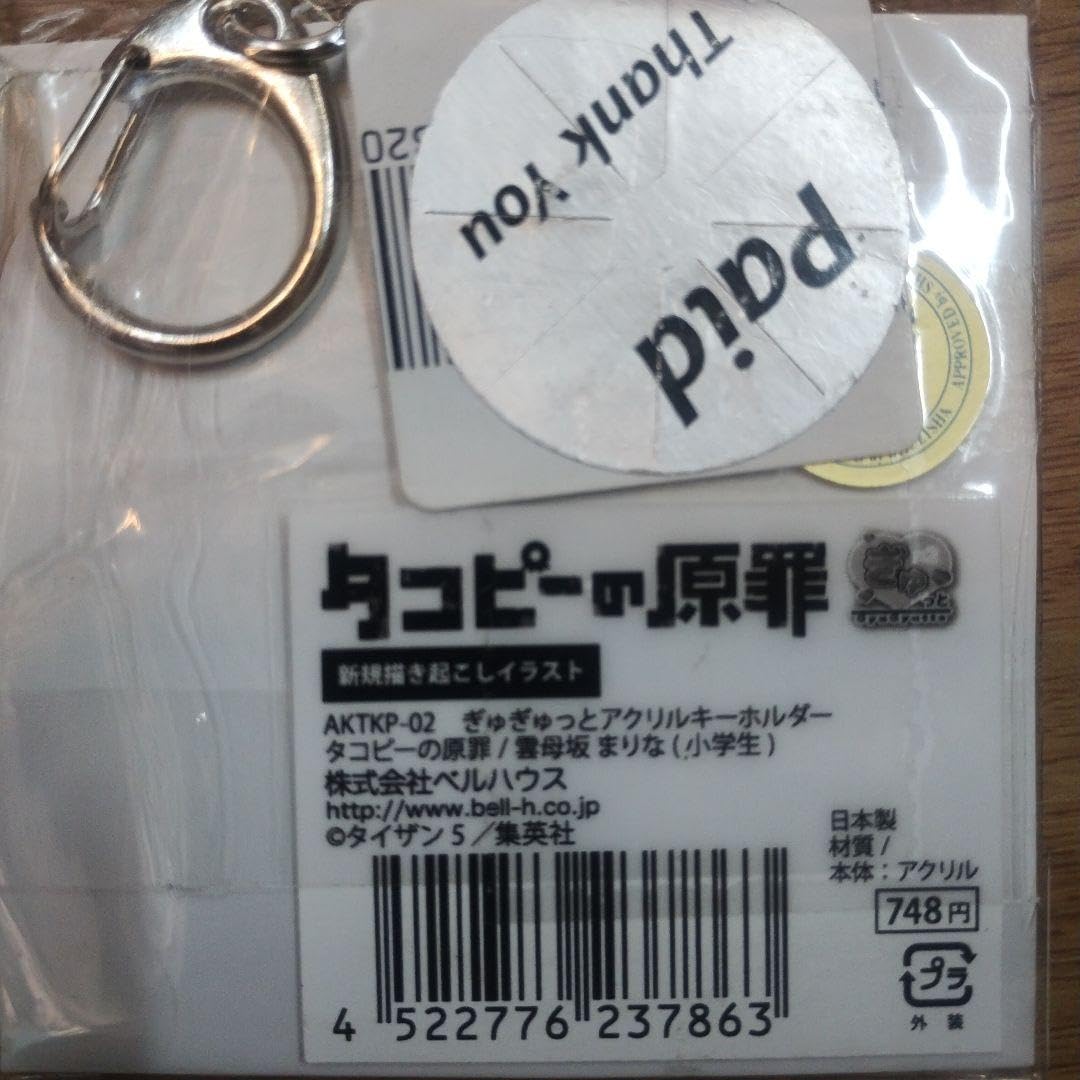 Thank You
Paid
320
APPROVED by SH
タコピーの原罪
新規描き起こしイラスト
AKTKP-02 ぎゅぎゅっとアクリルキーホルダー
タコピーの原罪 / 雲母坂 まりな ( 小学生 )
株式会社ベルハウス
http://www.bell-h.co.jp
©タイザン5／集英社
日本製
材質 /
本体：アクリル
748円
プラ
外 装
4 522776 237863